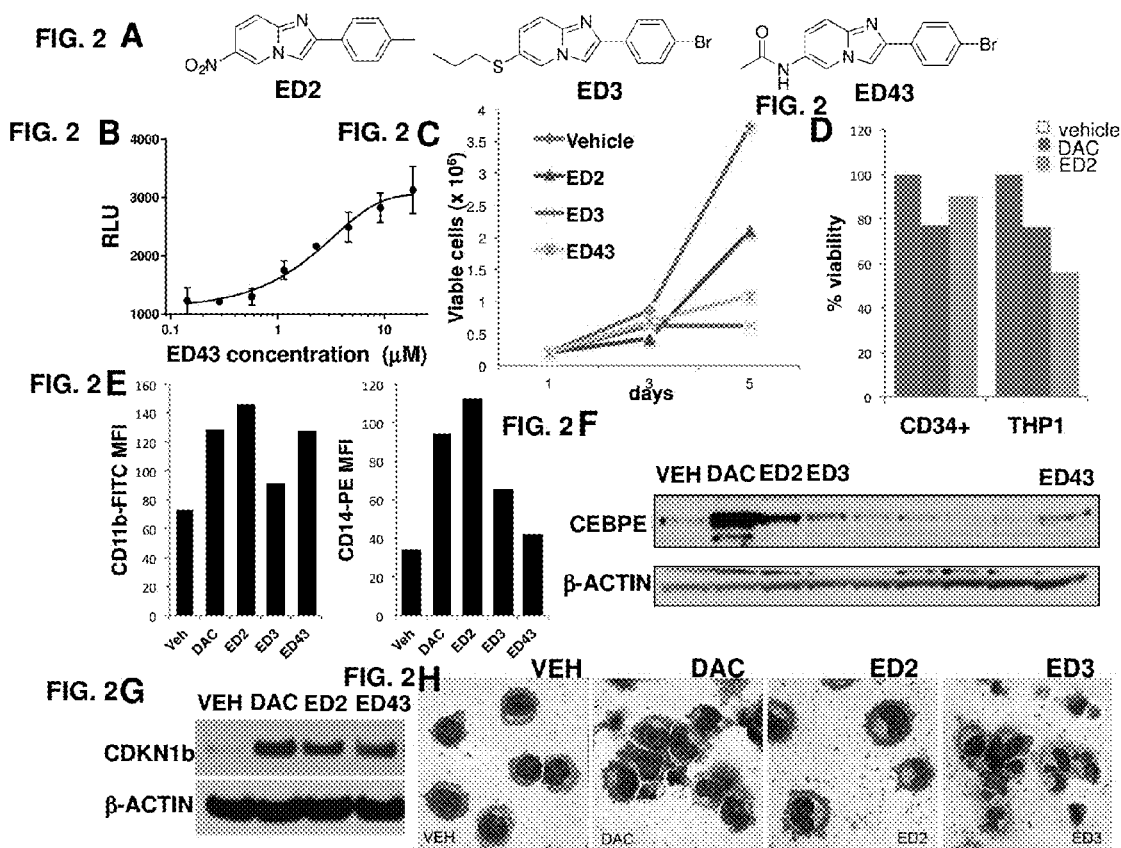 FIG. 2 A
O₂N
N
N
ED2
S
N
N
Br
ED3
O
N
H
N
N
Br
ED43
FIG. 2 B
4000
3000
2000
1000
RLU
0.1
1
10
ED43 concentration (μM)
FIG. 2 C
4
3.5
3
2.5
2
1.5
1
0.5
0
Viable cells (x 10⁶)
Vehicle
ED2
ED3
ED43
1
3
5
days
FIG. 2
D
120
100
80
60
40
20
0
% viability
vehicle
DAC
ED2
CD34+
THP1
FIG. 2 E
160
140
120
100
80
60
40
20
0
CD11b-FITC MFI
Veh
DAC
ED2
ED3
ED43
120
100
80
60
40
20
0
CD14-PE MFI
Veh
DAC
ED2
ED3
ED43
FIG. 2 F
VEH DAC ED2 ED3 ED43
CEBPE
β-ACTIN
FIG. 2G
VEH DAC ED2 ED43
CDKN1b
β-ACTIN
FIG. 2H
VEH DAC ED2 ED3
VEH DAC ED2 ED3